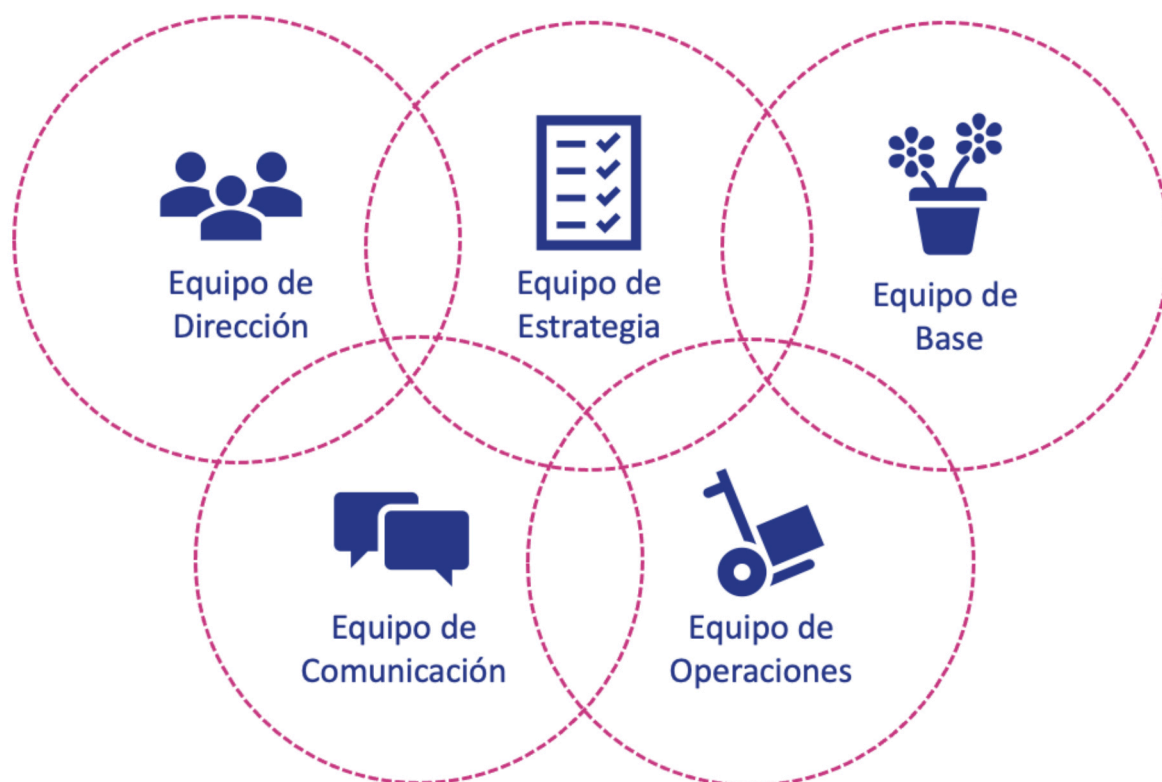 Equipo de
Dirección
Equipo de
Estrategia
Equipo de
Base
Equipo de
Comunicación
Equipo de
Operaciones